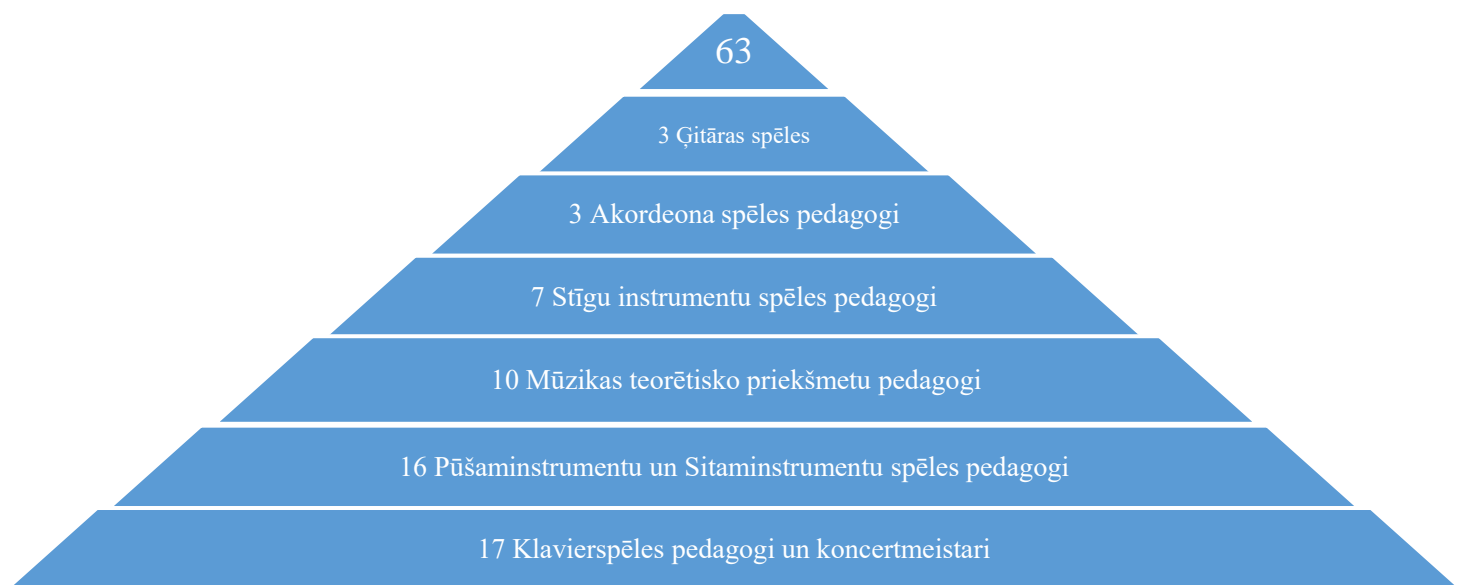 63
3 Ģitāras spēles
3 Akordeona spēles pedagogi
7 Stīgu instrumentu spēles pedagogi
10 Mūzikas teorētisko priekšmetu pedagogi
16 Pūšaminstrumentu un Sitaminstrumentu spēles pedagogi
17 Klavierspēles pedagogi un koncertmeistari